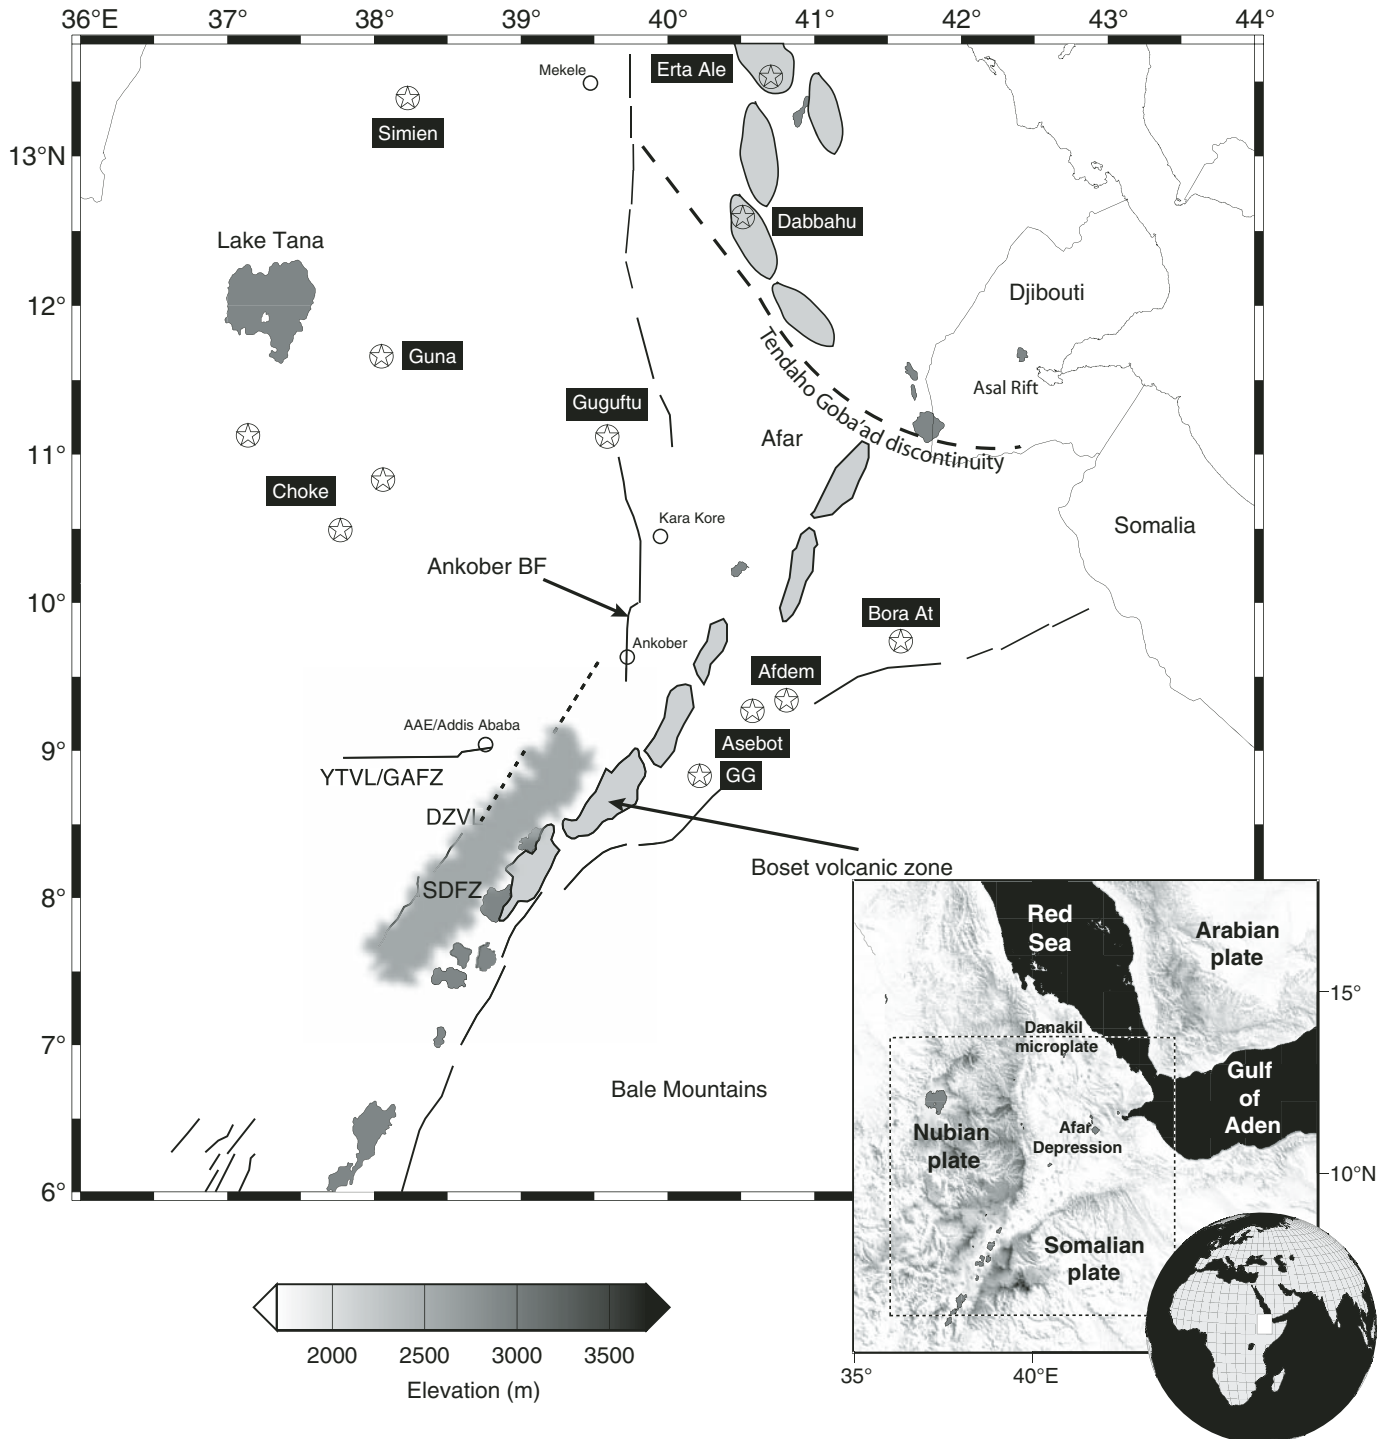 36°E 37° 38° 39° 40° 41° 42° 43° 44°
Mekele
Erta Ale
Simien
13°N
Dabbahu
Lake Tana
Djibouti
12°
Tendaho Goba'ad discontinuity
Guna
Asal Rift
Guguftu
Afar
11°
Choke
Kara Kore
Somalia
Ankober BF
10°
Bora At
Ankober
Afdem
AAE/Addis Ababa
9°
Asebot
YTVL/GAFZ
GG
DZVL
Boset volcanic zone
8°
SDFZ
7°
Bale Mountains
6°
Red
Sea
Arabian
plate
15°
Danakil
microplate
Gulf
of
Aden
Nubian
plate
Afar
Depression
10°N
Somalian
plate
35°
40°E
2000 2500 3000 3500
Elevation (m)